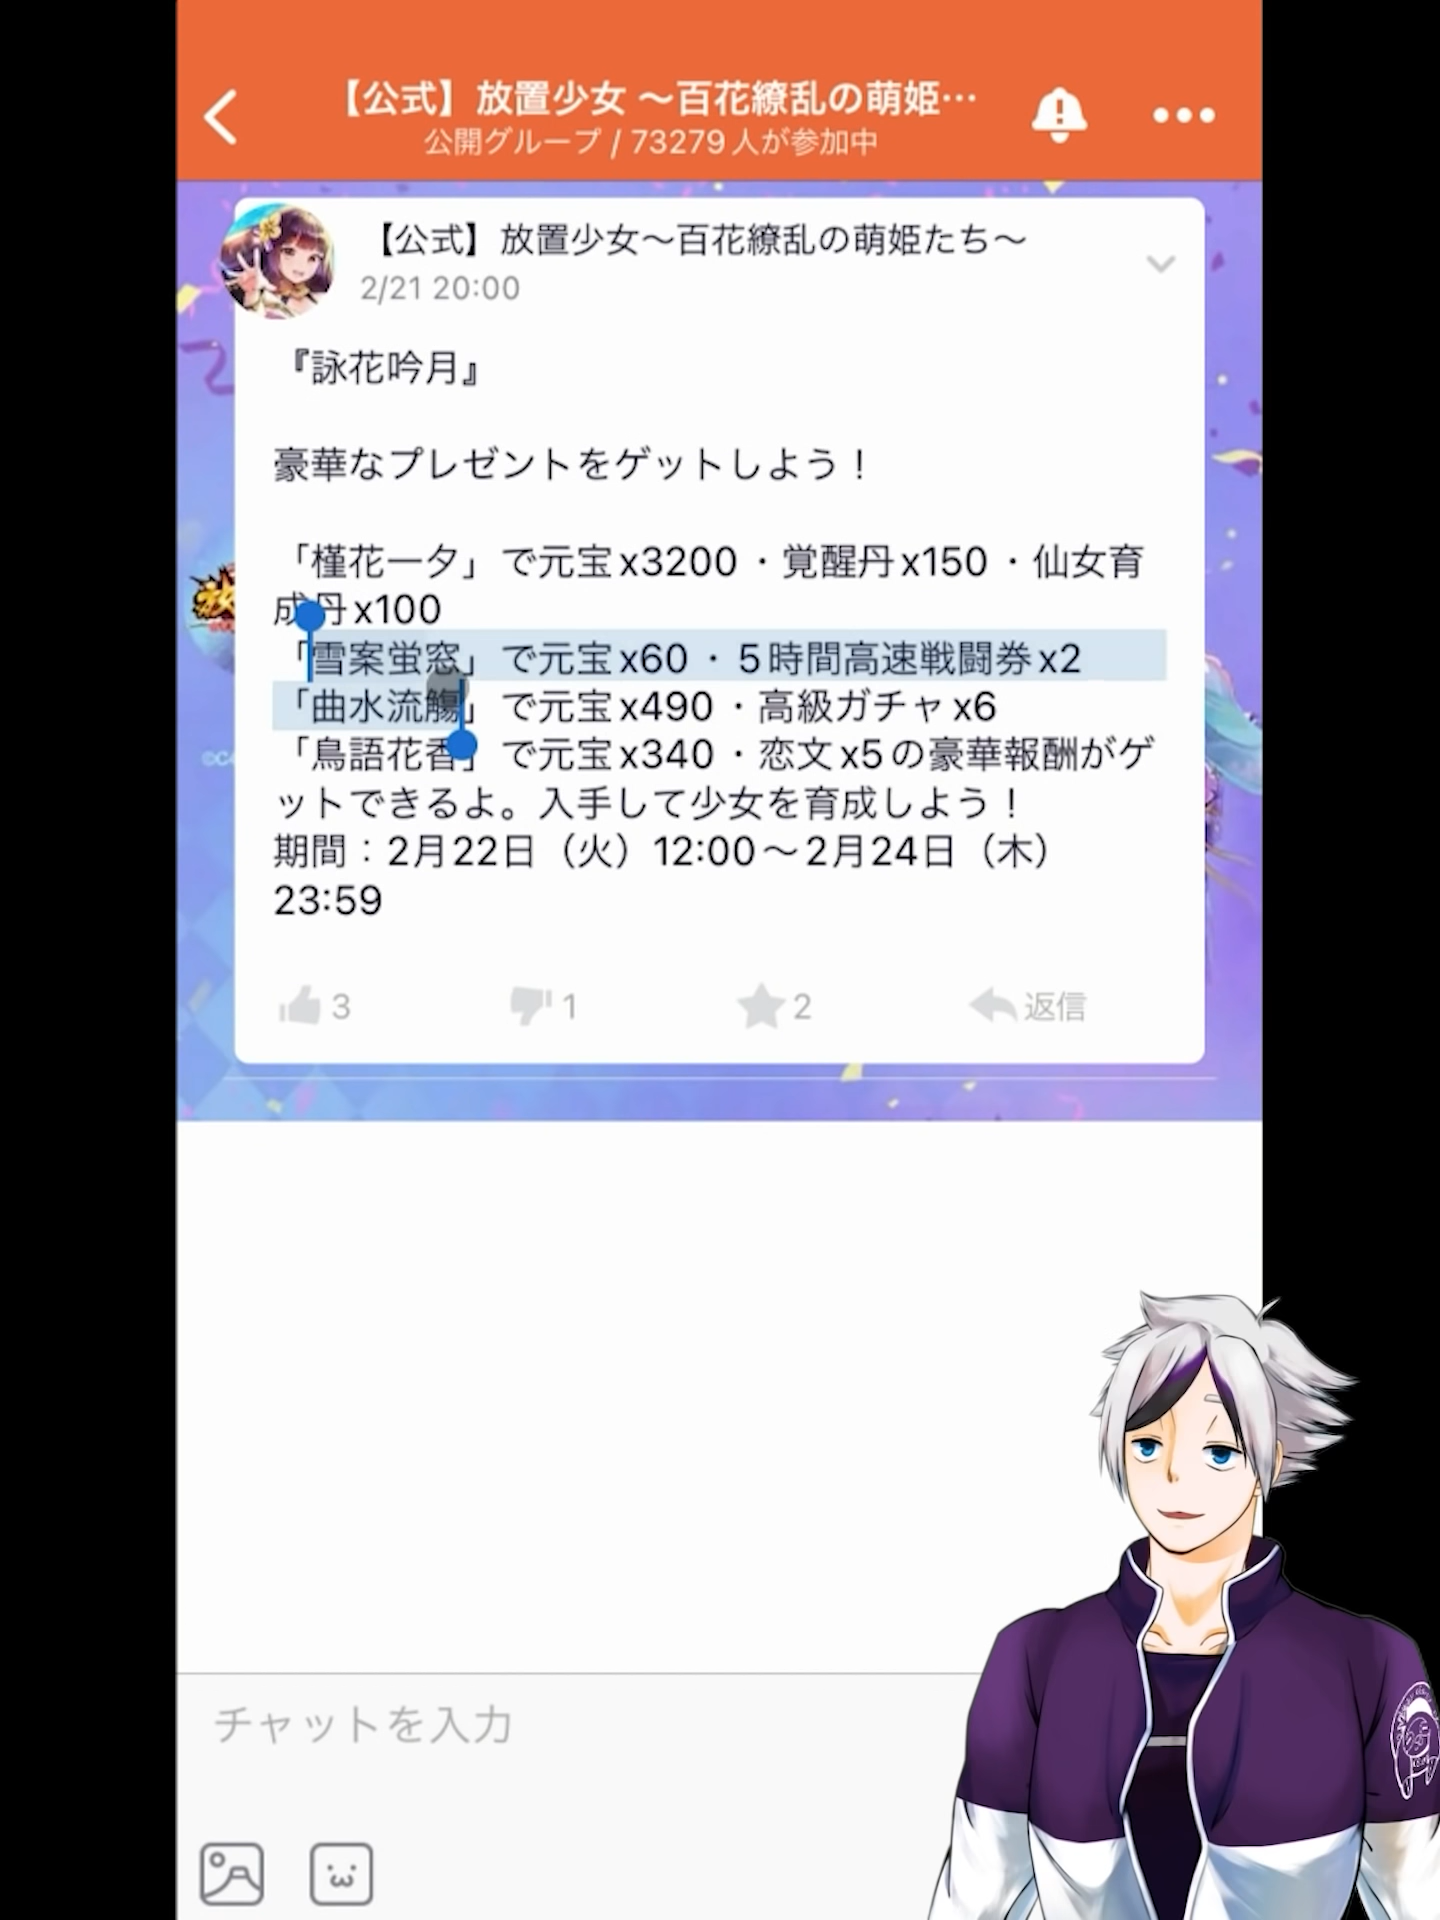 【公式】放置少女 〜百花繚乱の萌姫…
公開グループ / 73279人が参加中
【公式】放置少女〜百花繚乱の萌姫たち〜
2/21 20:00
『詠花吟月』
豪華なプレゼントをゲットしよう！
「槿花一夕」で元宝x3200・覚醒丹x150・仙女育
成丹x100
「雪案蛍窓」で元宝x60・5時間高速戦闘券x2
「曲水流觴」で元宝x490・高級ガチャx6
「鳥語花香」で元宝x340・恋文x5の豪華報酬がゲ
ットできるよ。入手して少女を育成しよう！
期間：2月22日（火）12:00〜2月24日（木）
23:59
3
1
2
返信
チャットを入力